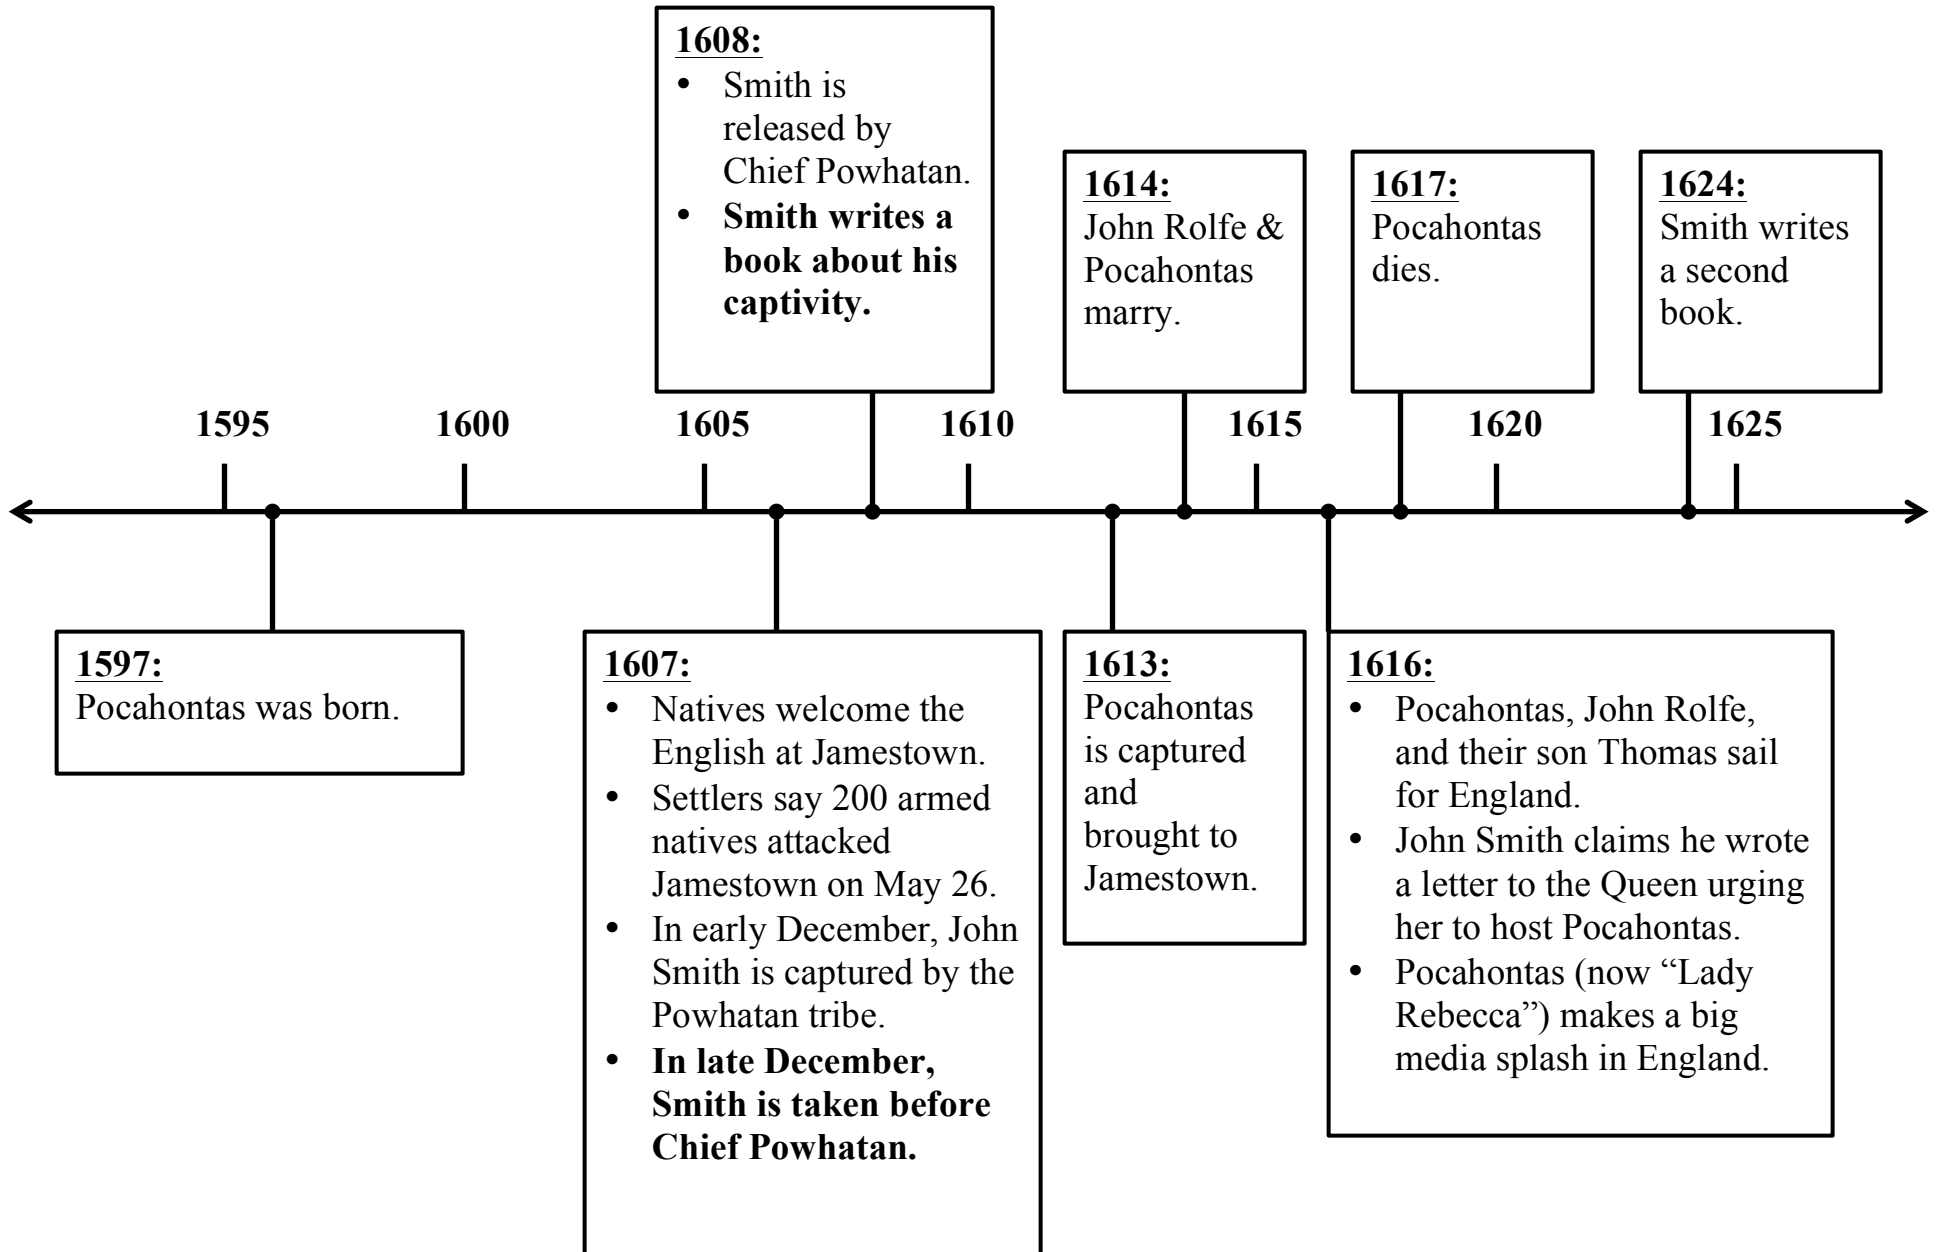 1608:
• Smith is
released by
Chief Powhatan.
• Smith writes a
book about his
captivity.
1614:
John Rolfe &
Pocahontas
marry.
1617:
Pocahontas
dies.
1624:
Smith writes
a second
book.
1595 1600 1605 1610 1615 1620 1625
1597:
Pocahontas was born.
1607:
• Natives welcome the
English at Jamestown.
• Settlers say 200 armed
natives attacked
Jamestown on May 26.
• In early December, John
Smith is captured by the
Powhatan tribe.
• In late December,
Smith is taken before
Chief Powhatan.
1613:
Pocahontas
is captured
and
brought to
Jamestown.
1616:
• Pocahontas, John Rolfe,
and their son Thomas sail
for England.
• John Smith claims he wrote
a letter to the Queen urging
her to host Pocahontas.
• Pocahontas (now “Lady
Rebecca”) makes a big
media splash in England.